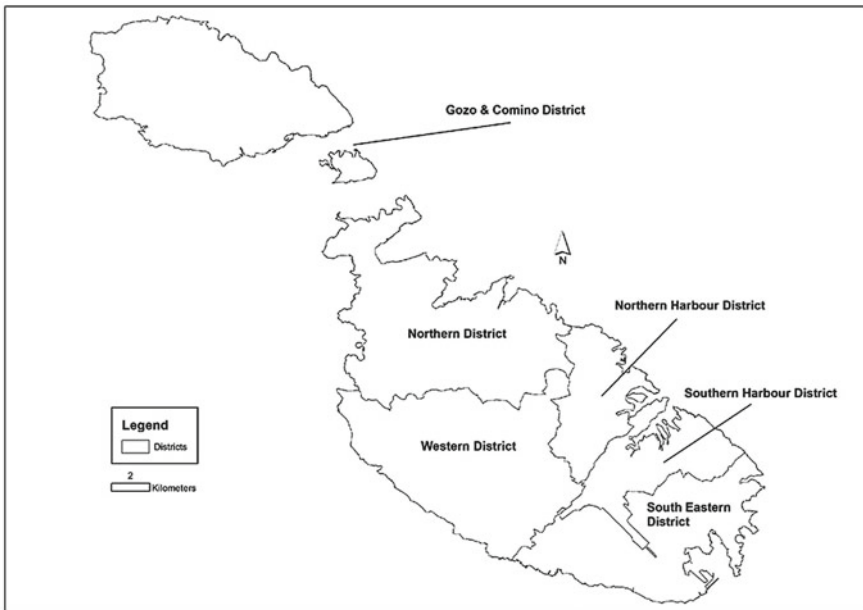 Gozo & Comino District
N
Northern Harbour District
Northern District
Southern Harbour District
Western District
Legend
Districts
2
Kilometers
South Eastern
District